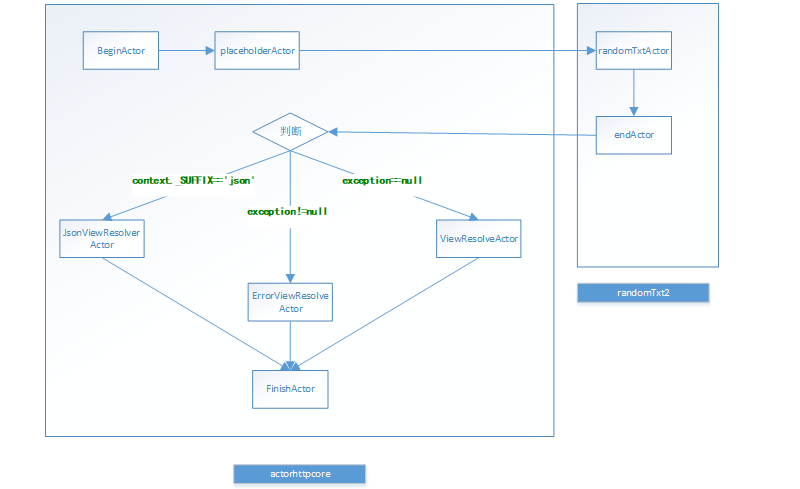 BeginActor
placeholderActor
randomTxtActor
判断
endActor
context._SUFFIX=='json'
exception==null
exception!=null
JsonViewResolver
Actor
ViewResolveActor
ErrorViewResolve
Actor
randomTxt2
FinishActor
actorhttpcore